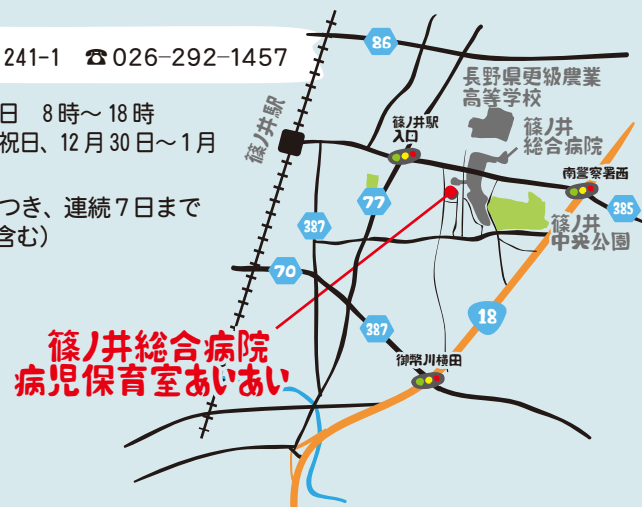 241-1 ☎026-292-1457
日 8時～18時
祝日、12月30日～1月
つき、連続7日まで
含む）
86
長野県更級農業
高等学校
篠ノ井駅
篠ノ井駅
入口
篠ノ井
総合病院
南警察署西
77
387
385
篠ノ井
中央公園
70
18
387
御幣川横田
篠ノ井総合病院
病児保育室あいあい